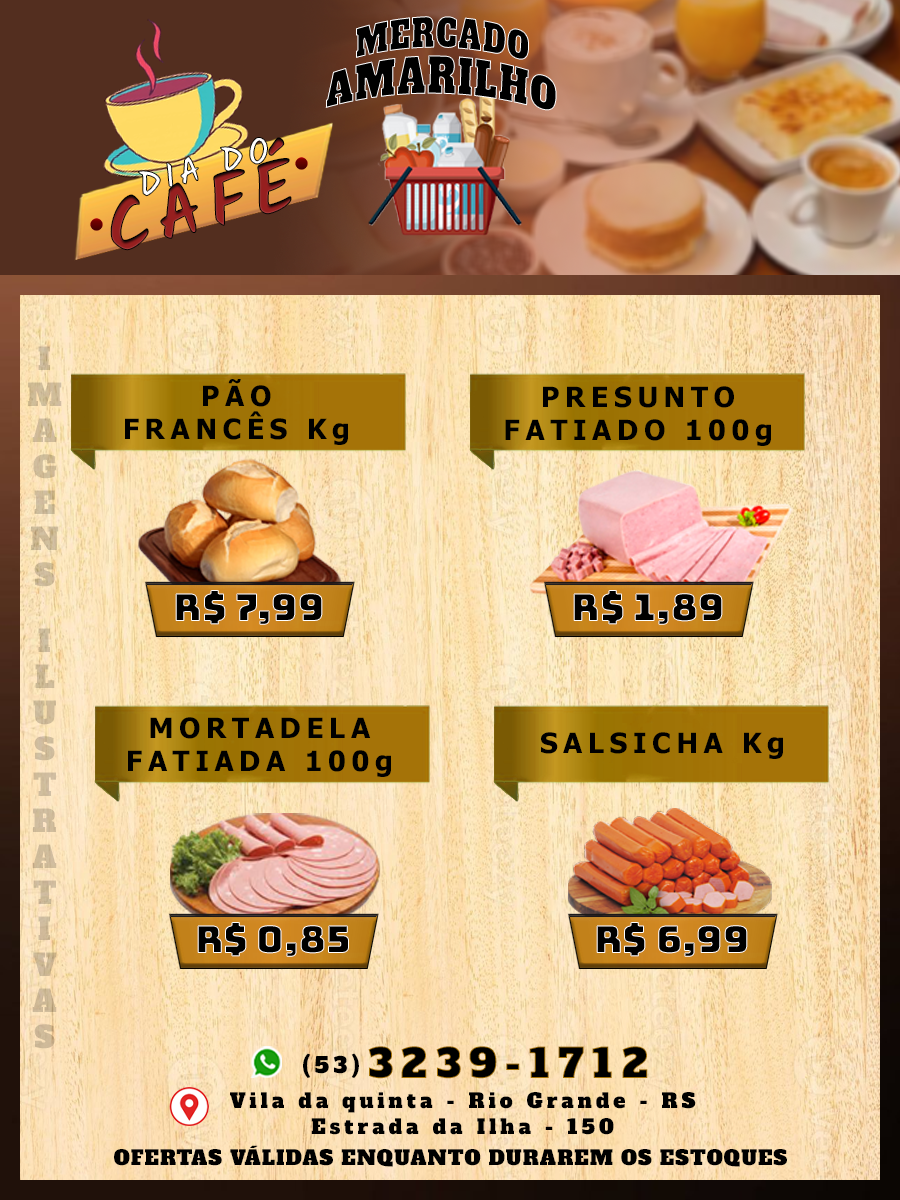 MERCADO
AMARILHO
DIA DO
CAFÉ
IMAGENS ILUSTRATIVAS
PÃO
FRANCÊS Kg
R$ 7,99
PRESUNTO
FATIADO 100g
R$ 1,89
MORTADELA
FATIADA 100g
R$ 0,85
SALSICHA Kg
R$ 6,99
(53) 3239-1712
Vila da quinta - Rio Grande - RS
Estrada da Ilha - 150
OFERTAS VÁLIDAS ENQUANTO DURAREM OS ESTOQUES